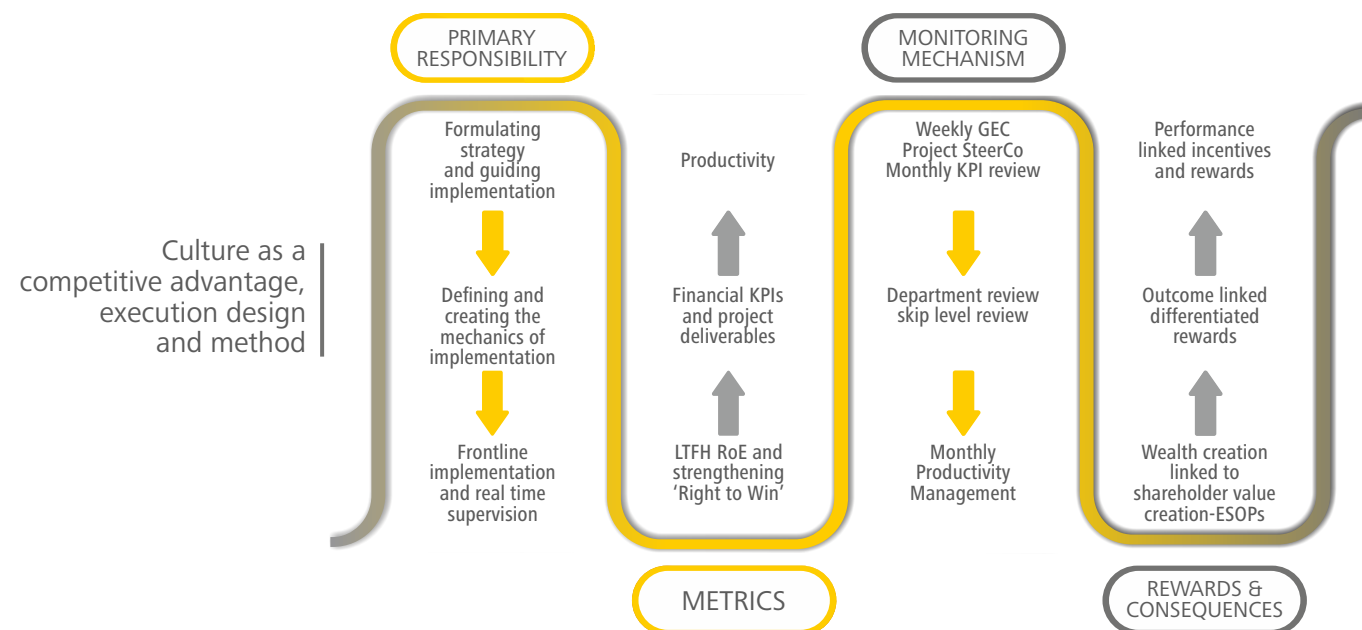 Culture as a
competitive advantage,
execution design
and method
PRIMARY
RESPONSIBILITY
Formulating
strategy
and guiding
implementation
Defining and
creating the
mechanics of
implementation
Frontline
implementation
and real time
supervision
Productivity
Financial KPIs
and project
deliverables
LTFH RoE and
strengthening
‘Right to Win’
METRICS
MONITORING
MECHANISM
Weekly GEC
Project SteerCo
Monthly KPI review
Department review
skip level review
Monthly
Productivity
Management
Performance
linked incentives
and rewards
Outcome linked
differentiated
rewards
Wealth creation
linked to
shareholder value
creation-ESOPs
REWARDS &
CONSEQUENCES